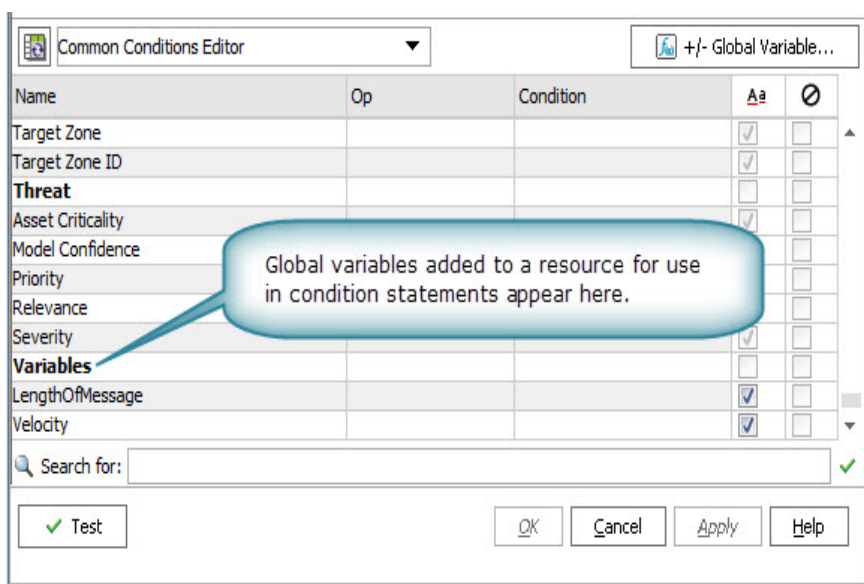 Common Conditions Editor
+/- Global Variable...
Name Op Condition Aa
Target Zone
Target Zone ID
Threat
Asset Criticality
Model Confidence
Priority
Relevance
Severity
Variables
LengthOfMessage
Velocity
Global variables added to a resource for use
in condition statements appear here.
Search for:
Test OK Cancel Apply Help